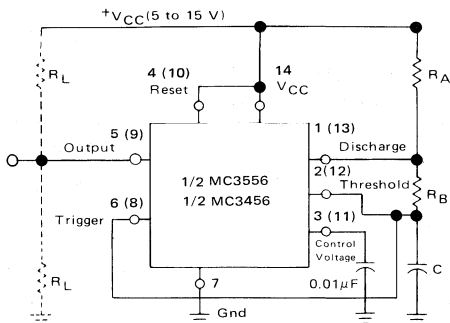 +VCC (5 to 15 V)
RL
4 (10)
Reset
14
VCC
RA
5 (9)
Output
1 (13)
Discharge
1/2 MC3556
1/2 MC3456
2(12)
Threshold
RB
6 (8)
Trigger
3 (11)
Control
Voltage
RL
7
Gnd
0.01µF
C